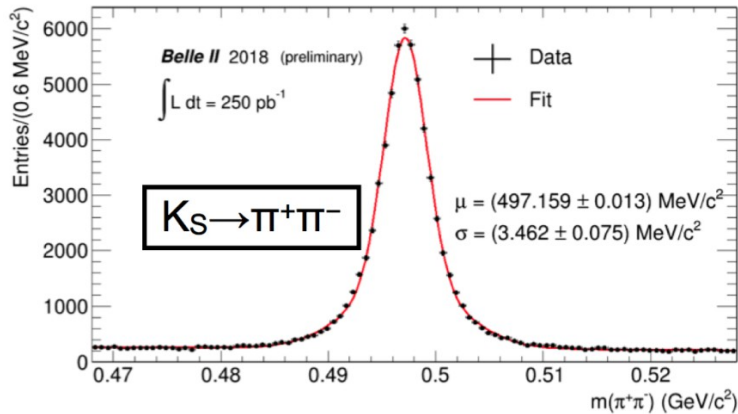 Entries/(0.6 MeV/c²)
6000
5000
4000
3000
2000
1000
0
Belle II 2018 (preliminary)
∫L dt = 250 pb⁻¹
Data
Fit
K_S→π⁺π⁻
μ = (497.159 ± 0.013) MeV/c²
σ = (3.462 ± 0.075) MeV/c²
0.47 0.48 0.49 0.5 0.51 0.52
m(π⁺π⁻) (GeV/c²)